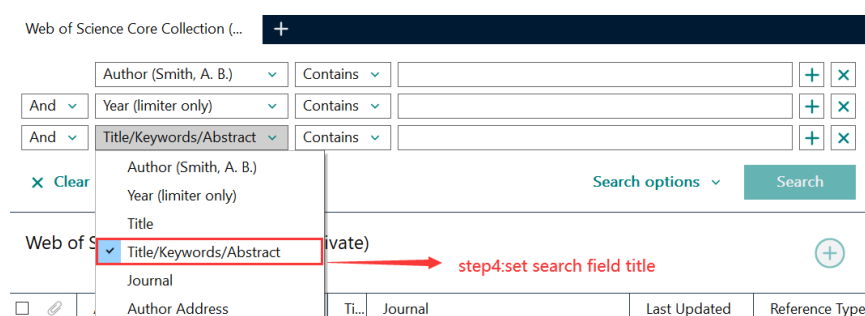 Web of Science Core Collection (...
Author (Smith, A. B.) Contains
And Year (limiter only) Contains
And Title/Keywords/Abstract Contains
Author (Smith, A. B.)
Clear Search options Search
Year (limiter only)
Title
Web of S ivate)
Title/Keywords/Abstract
step4:set search field title
Journal
Author Address
Ti... Journal Last Updated Reference Type